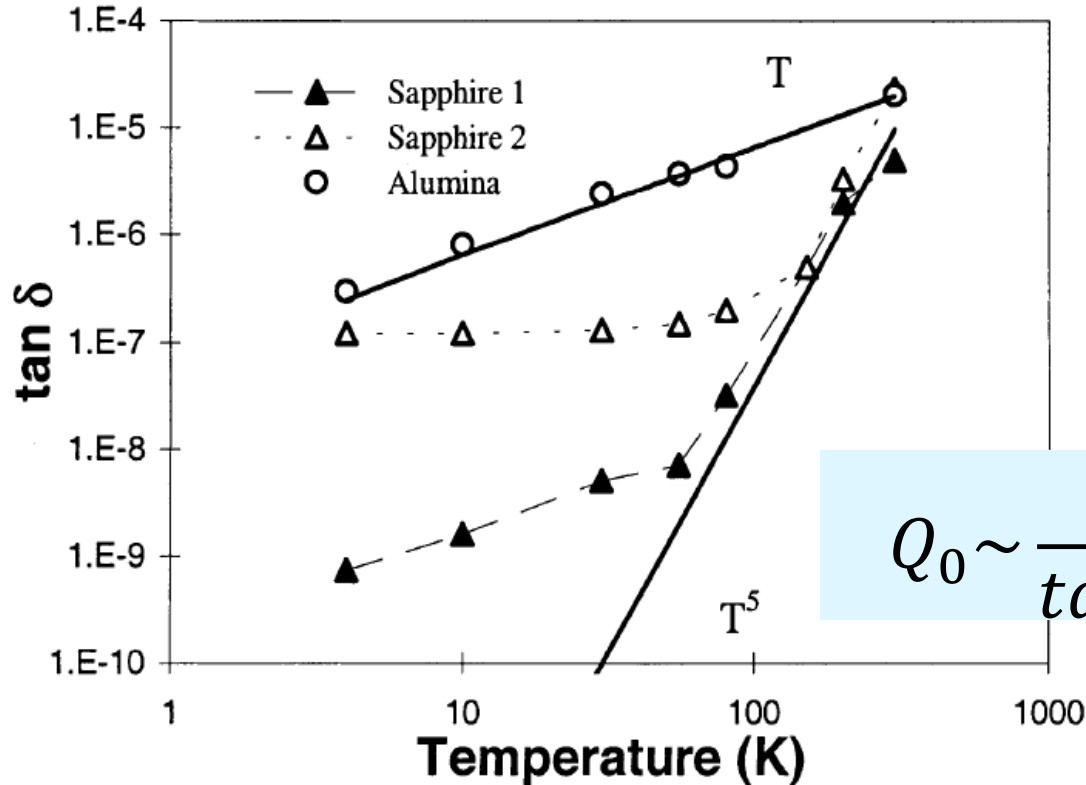 1.E-4
1.E-5
1.E-6
1.E-7
1.E-8
1.E-9
1.E-10
tan δ
Sapphire 1
Sapphire 2
Alumina
T
T⁵
Q₀~
1
10
100
1000
Temperature (K)